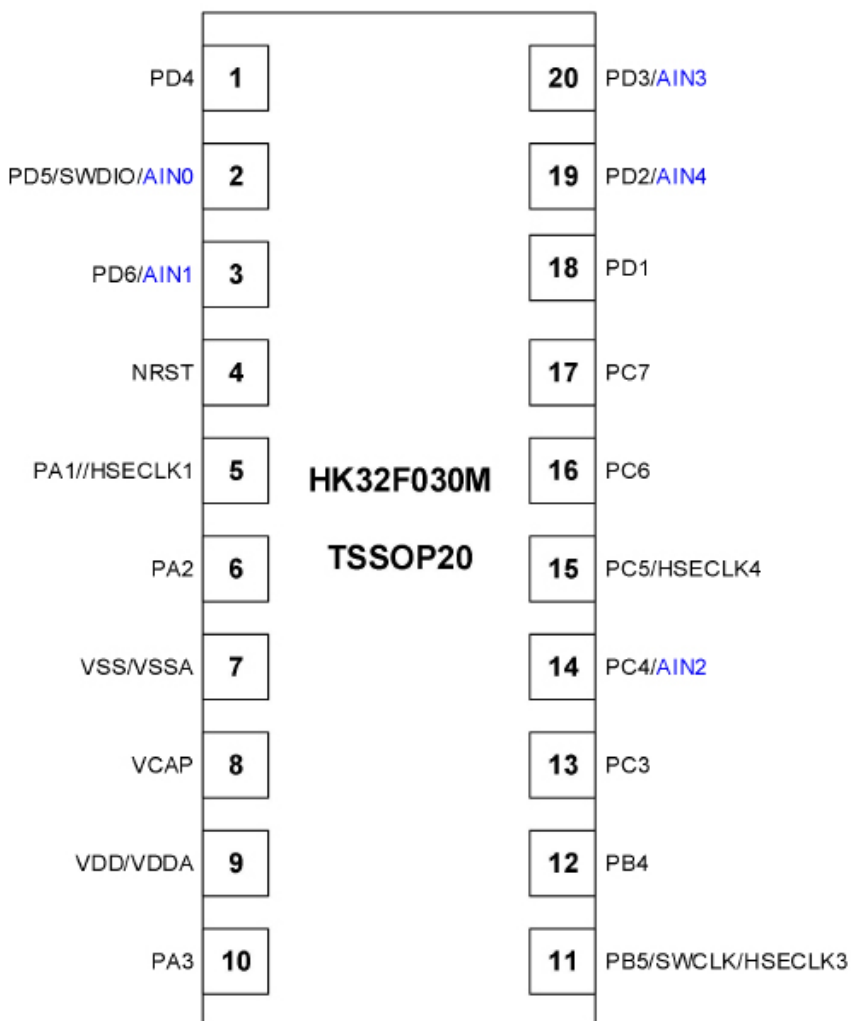 PD4 1 20 PD3/AIN3
PD5/SWDIO/AIN0 2 19 PD2/AIN4
PD6/AIN1 3 18 PD1
NRST 4 17 PC7
PA1//HSECLK1 5 16 PC6
HK32F030M
TSSOP20
PA2 6 15 PC5/HSECLK4
VSS/VSSA 7 14 PC4/AIN2
VCAP 8 13 PC3
VDD/VDDA 9 12 PB4
PA3 10 11 PB5/SWCLK/HSECLK3